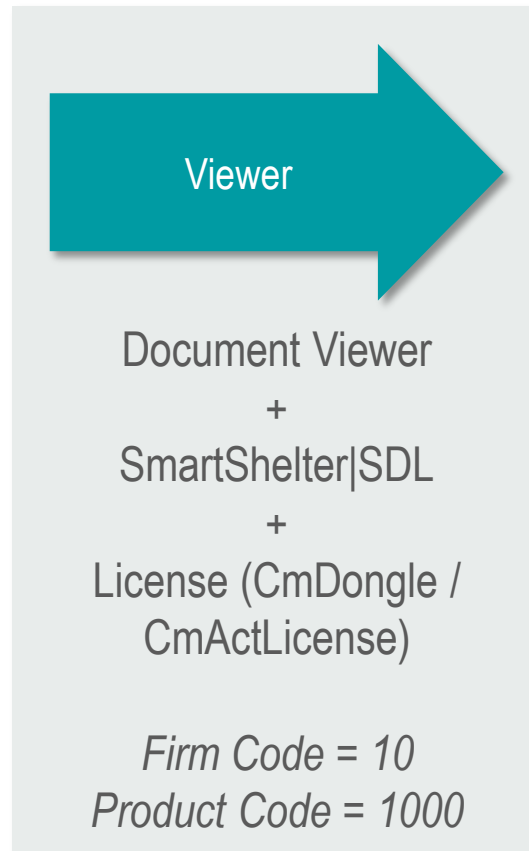 Viewer
Document Viewer
+
SmartShelter|SDL
+
License (CmDongle /
CmActLicense)
Firm Code = 10
Product Code = 1000